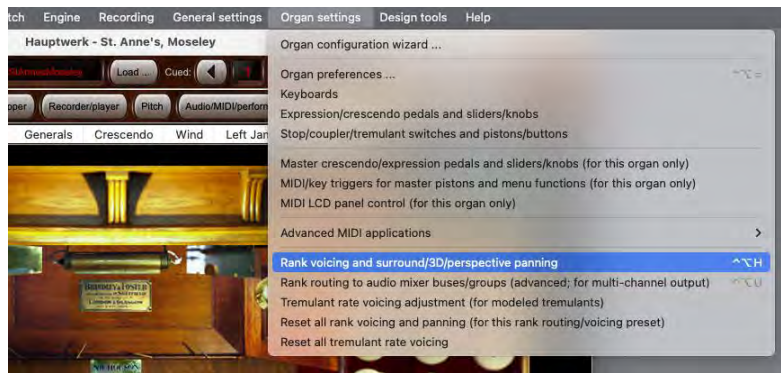 tch Engine Recording General settings Organ settings Design tools Help
Hauptwerk - St. Anne's, Moseley
Load ... Cued: 1
oper Recorder/player Pitch Audio/MIDI/perform
Generals Crescendo Wind Left Jan
Organ configuration wizard ...
Organ preferences ... ^⌥=
Keyboards
Expression/crescendo pedals and sliders/knobs
Stop/coupler/tremulant switches and pistons/buttons
Master crescendo/expression pedals and sliders/knobs (for this organ only)
MIDI/key triggers for master pistons and menu functions (for this organ only)
MIDI LCD panel control (for this organ only)
Advanced MIDI applications >
Rank voicing and surround/3D/perspective panning ^⌥H
Rank routing to audio mixer buses/groups (advanced; for multi-channel output) ^⌥U
Tremulant rate voicing adjustment (for modeled tremulants)
Reset all rank voicing and panning (for this rank routing/voicing preset)
Reset all tremulant rate voicing